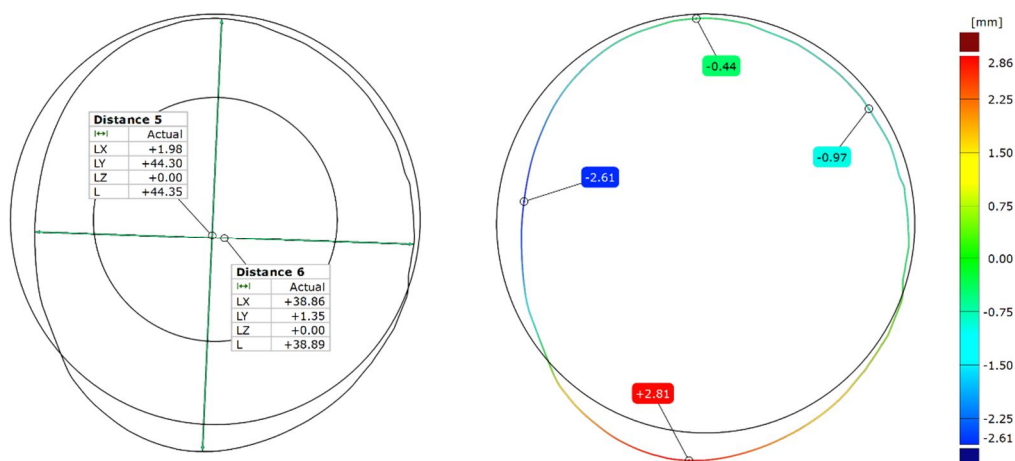 Distance 5
Actual
LX +1.98
LY +44.30
LZ +0.00
L +44.35
Distance 6
Actual
LX +38.86
LY +1.35
LZ +0.00
L +38.89
-0.44
-0.97
-2.61
+2.81
[mm]
2.86
2.25
1.50
0.75
0.00
-0.75
-1.50
-2.25
-2.61